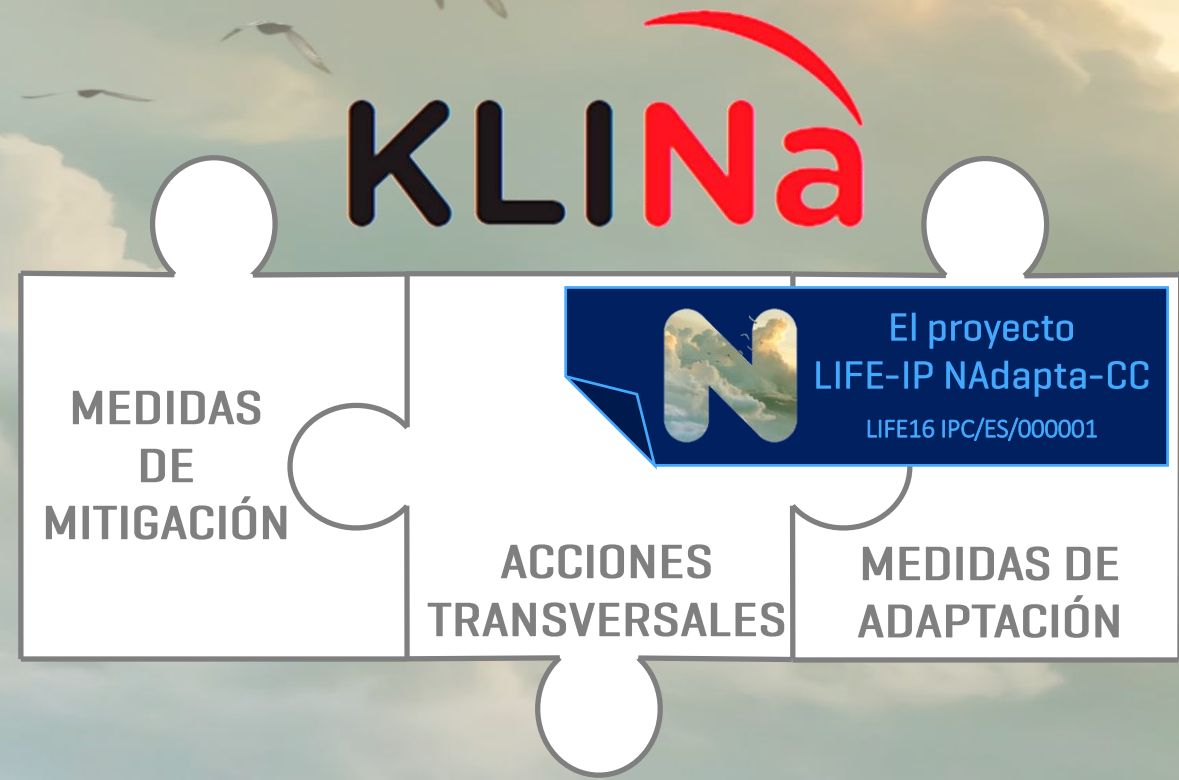 KLINa
El proyecto
LIFE-IP NAdapta-CC
LIFE16 IPC/ES/000001
MEDIDAS
DE
MITIGACIÓN
ACCIONES
TRANSVERSALES
MEDIDAS DE
ADAPTACIÓN